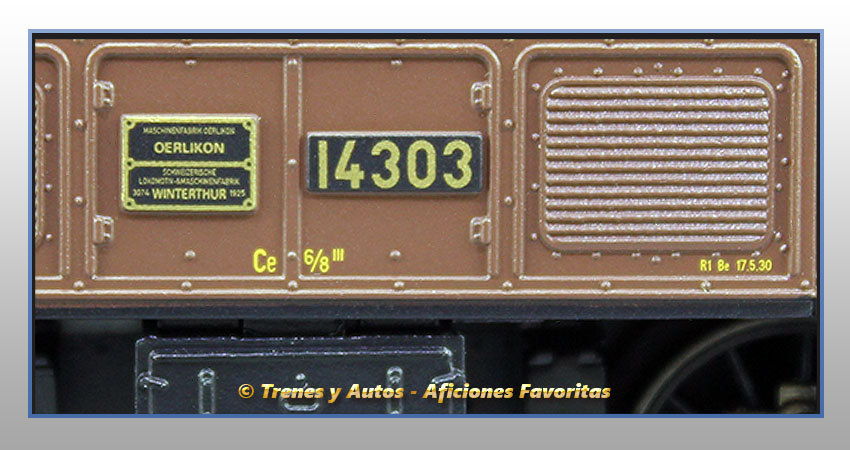 MASCHINENFABRIK OERLIKON
OERLIKON
SCHWEIZERISCHE
LOKOMOTIV-&MASCHINENFABRIK
3074 WINTERTHUR 1925
14303
Ce 6/8 III
R1 Be 17.5.30
© Trenes y Autos - Aficiones Favoritas